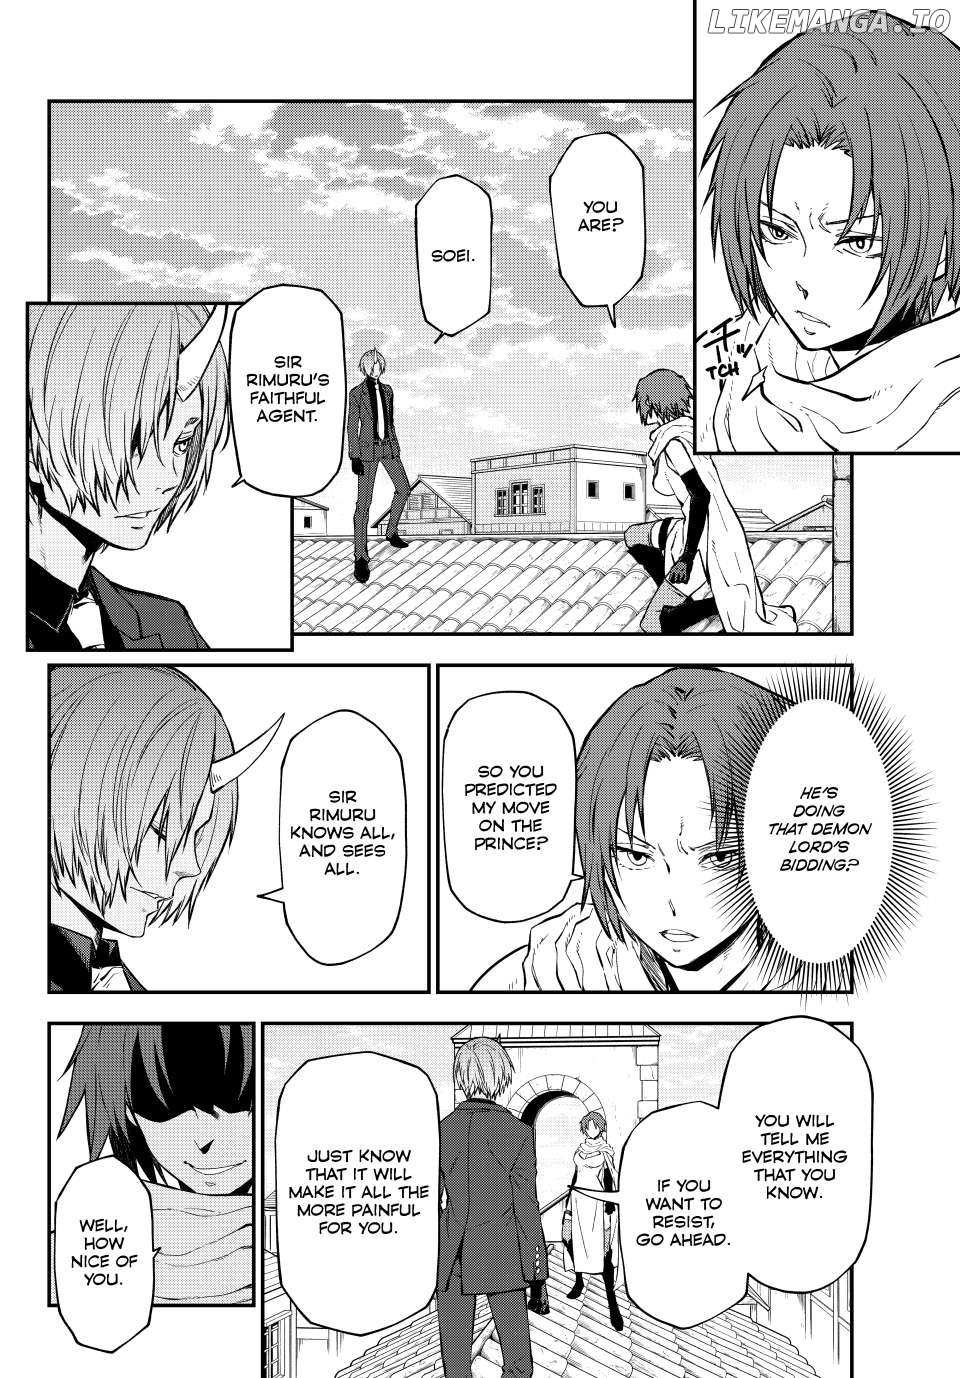 LIKEMANGA.IO
チッ
TCH
YOU
ARE?
SOEI.
SIR
RIMURU'S
FAITHFUL
AGENT.
HE'S
DOING
THAT DEMON
LORD'S
BIDDING?
SO YOU
PREDICTED
MY MOVE
ON THE
PRINCE?
SIR
RIMURU
KNOWS ALL,
AND SEES
ALL.
YOU WILL
TELL ME
EVERYTHING
THAT YOU
KNOW.
IF YOU
WANT TO
RESIST,
GO AHEAD.
JUST KNOW
THAT IT WILL
MAKE IT ALL THE
MORE PAINFUL
FOR YOU.
WELL,
HOW
NICE OF
YOU.